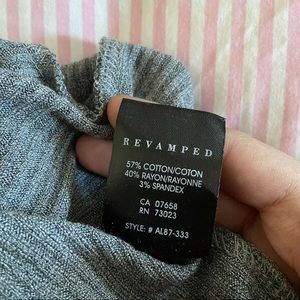 REVAMPED
57% COTTON/COTON
40% RAYON/RAYONNE
3% SPANDEX
CA 07658
RN 73023
STYLE: # AL87-333